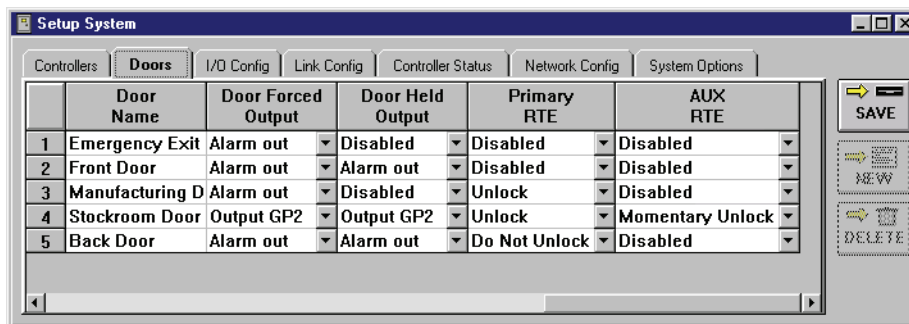 Setup System
Controllers Doors I/O Config Link Config Controller Status Network Config System Options
Door Name Door Forced Output Door Held Output Primary RTE AUX RTE
1 Emergency Exit Alarm out Disabled Disabled Disabled
2 Front Door Alarm out Alarm out Disabled Disabled
3 Manufacturing D Alarm out Disabled Unlock Disabled
4 Stockroom Door Output GP2 Output GP2 Unlock Momentary Unlock
5 Back Door Alarm out Alarm out Do Not Unlock Disabled
SAVE
NEW
DELETE